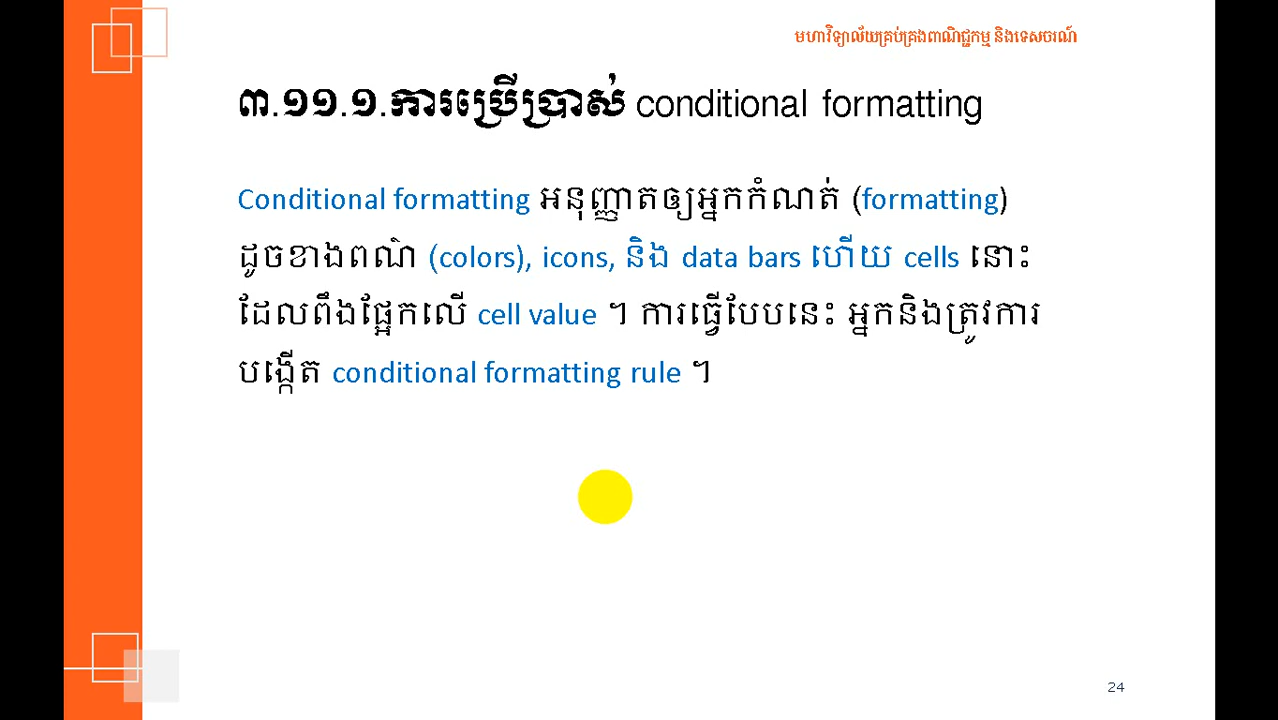 មហាវិទ្យាល័យគ្រប់គ្រងពាណិជ្ជកម្ម និងទេសចរណ៍
៣.១១.១.ការប្រើប្រាស់ conditional formatting
Conditional formatting អនុញ្ញាតឲ្យអ្នកកំណត់ (formatting)
ដូចខាងពណ៌ (colors), icons, និង data bars ហើយ cells នោះ
ដែលពឹងផ្អែកលើ cell value ។ ការធ្វើបែបនេះ អ្នកនិងត្រូវការ
បង្កើត conditional formatting rule ។
24